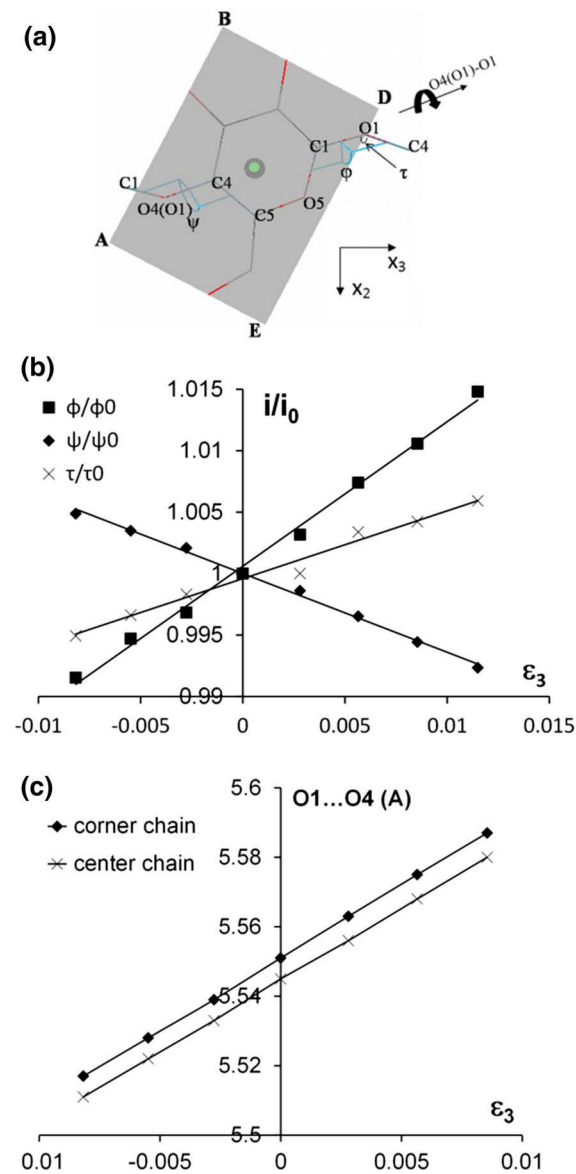 (a)
B
D
O4(O1)-O1
O1
C1
C4
φ
τ
C1
C4
O4(O1)
ψ
C5
O5
A
E
x3
x2
(b)
i/i0
1.015
1.01
1.005
1
0.995
0.99
ϕ/ϕ0
ψ/ψ0
τ/τ0
ε3
-0.01 -0.005 0 0.005 0.01 0.015
(c)
O1...O4 (A)
corner chain
center chain
5.6
5.58
5.56
5.54
5.52
5.5
ε3
0.01 -0.005 0 0.005 0.01